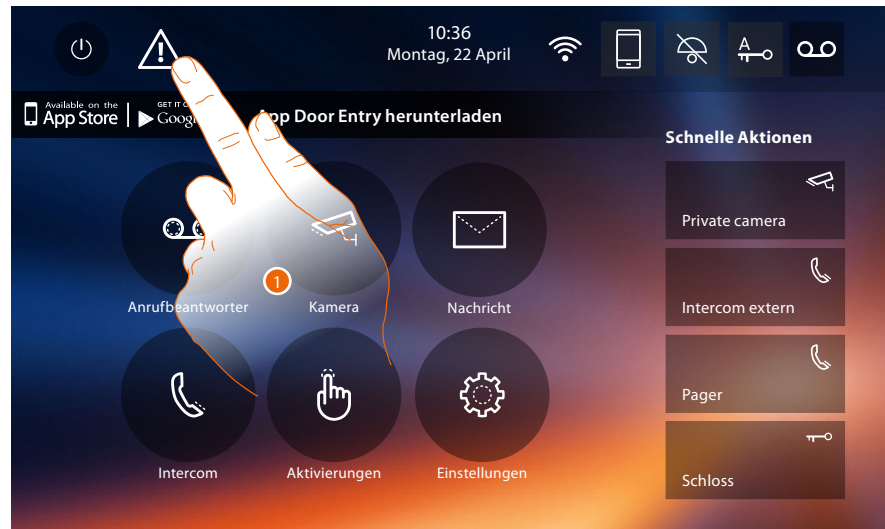 10:36
Montag, 22 April
A
Available on the
App Store
GET IT
Google
App Door Entry herunterladen
Schnelle Aktionen
Private camera
Intercom extern
Pager
Schloss
1
Anrufbeantworter
Kamera
Nachricht
Intercom
Aktivierungen
Einstellungen